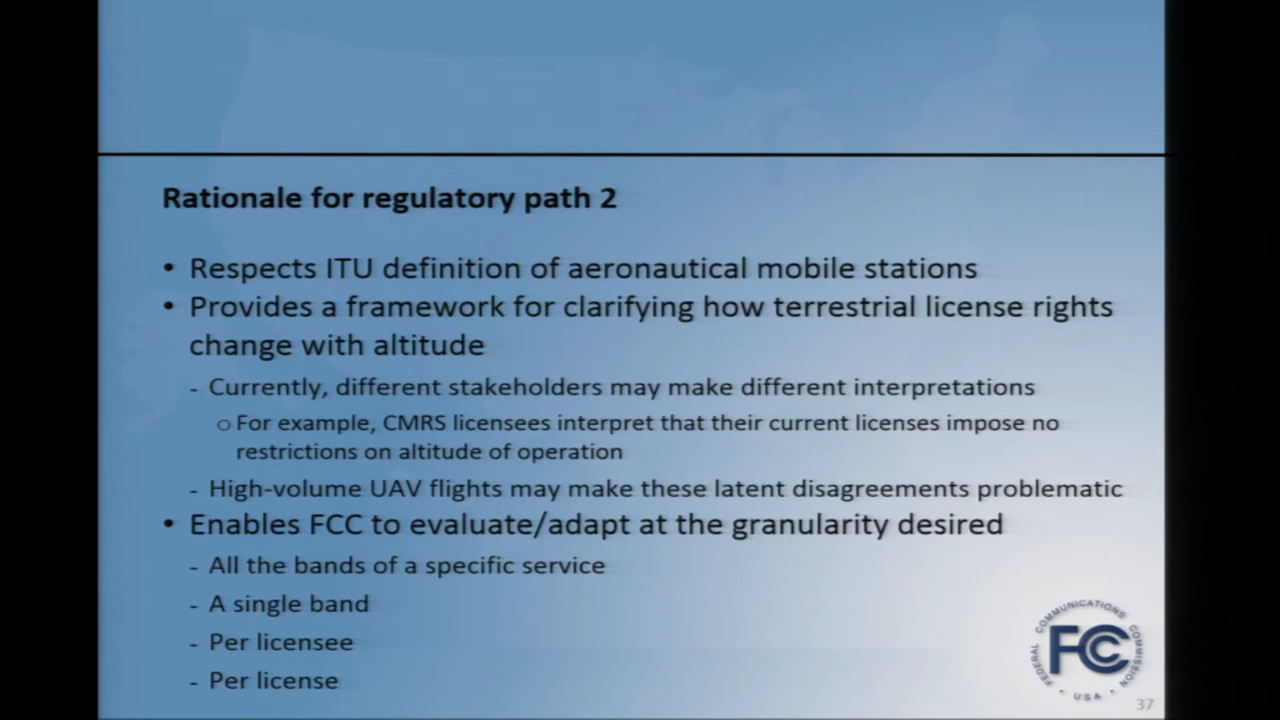 Rationale for regulatory path 2
• Respects ITU definition of aeronautical mobile stations
• Provides a framework for clarifying how terrestrial license rights
change with altitude
- Currently, different stakeholders may make different interpretations
o For example, CMRS licensees interpret that their current licenses impose no
restrictions on altitude of operation
- High-volume UAV flights may make these latent disagreements problematic
• Enables FCC to evaluate/adapt at the granularity desired
- All the bands of a specific service
- A single band
- Per licensee
- Per license
FEDERAL COMMUNICATIONS COMMISSION
FCC
• USA •
37